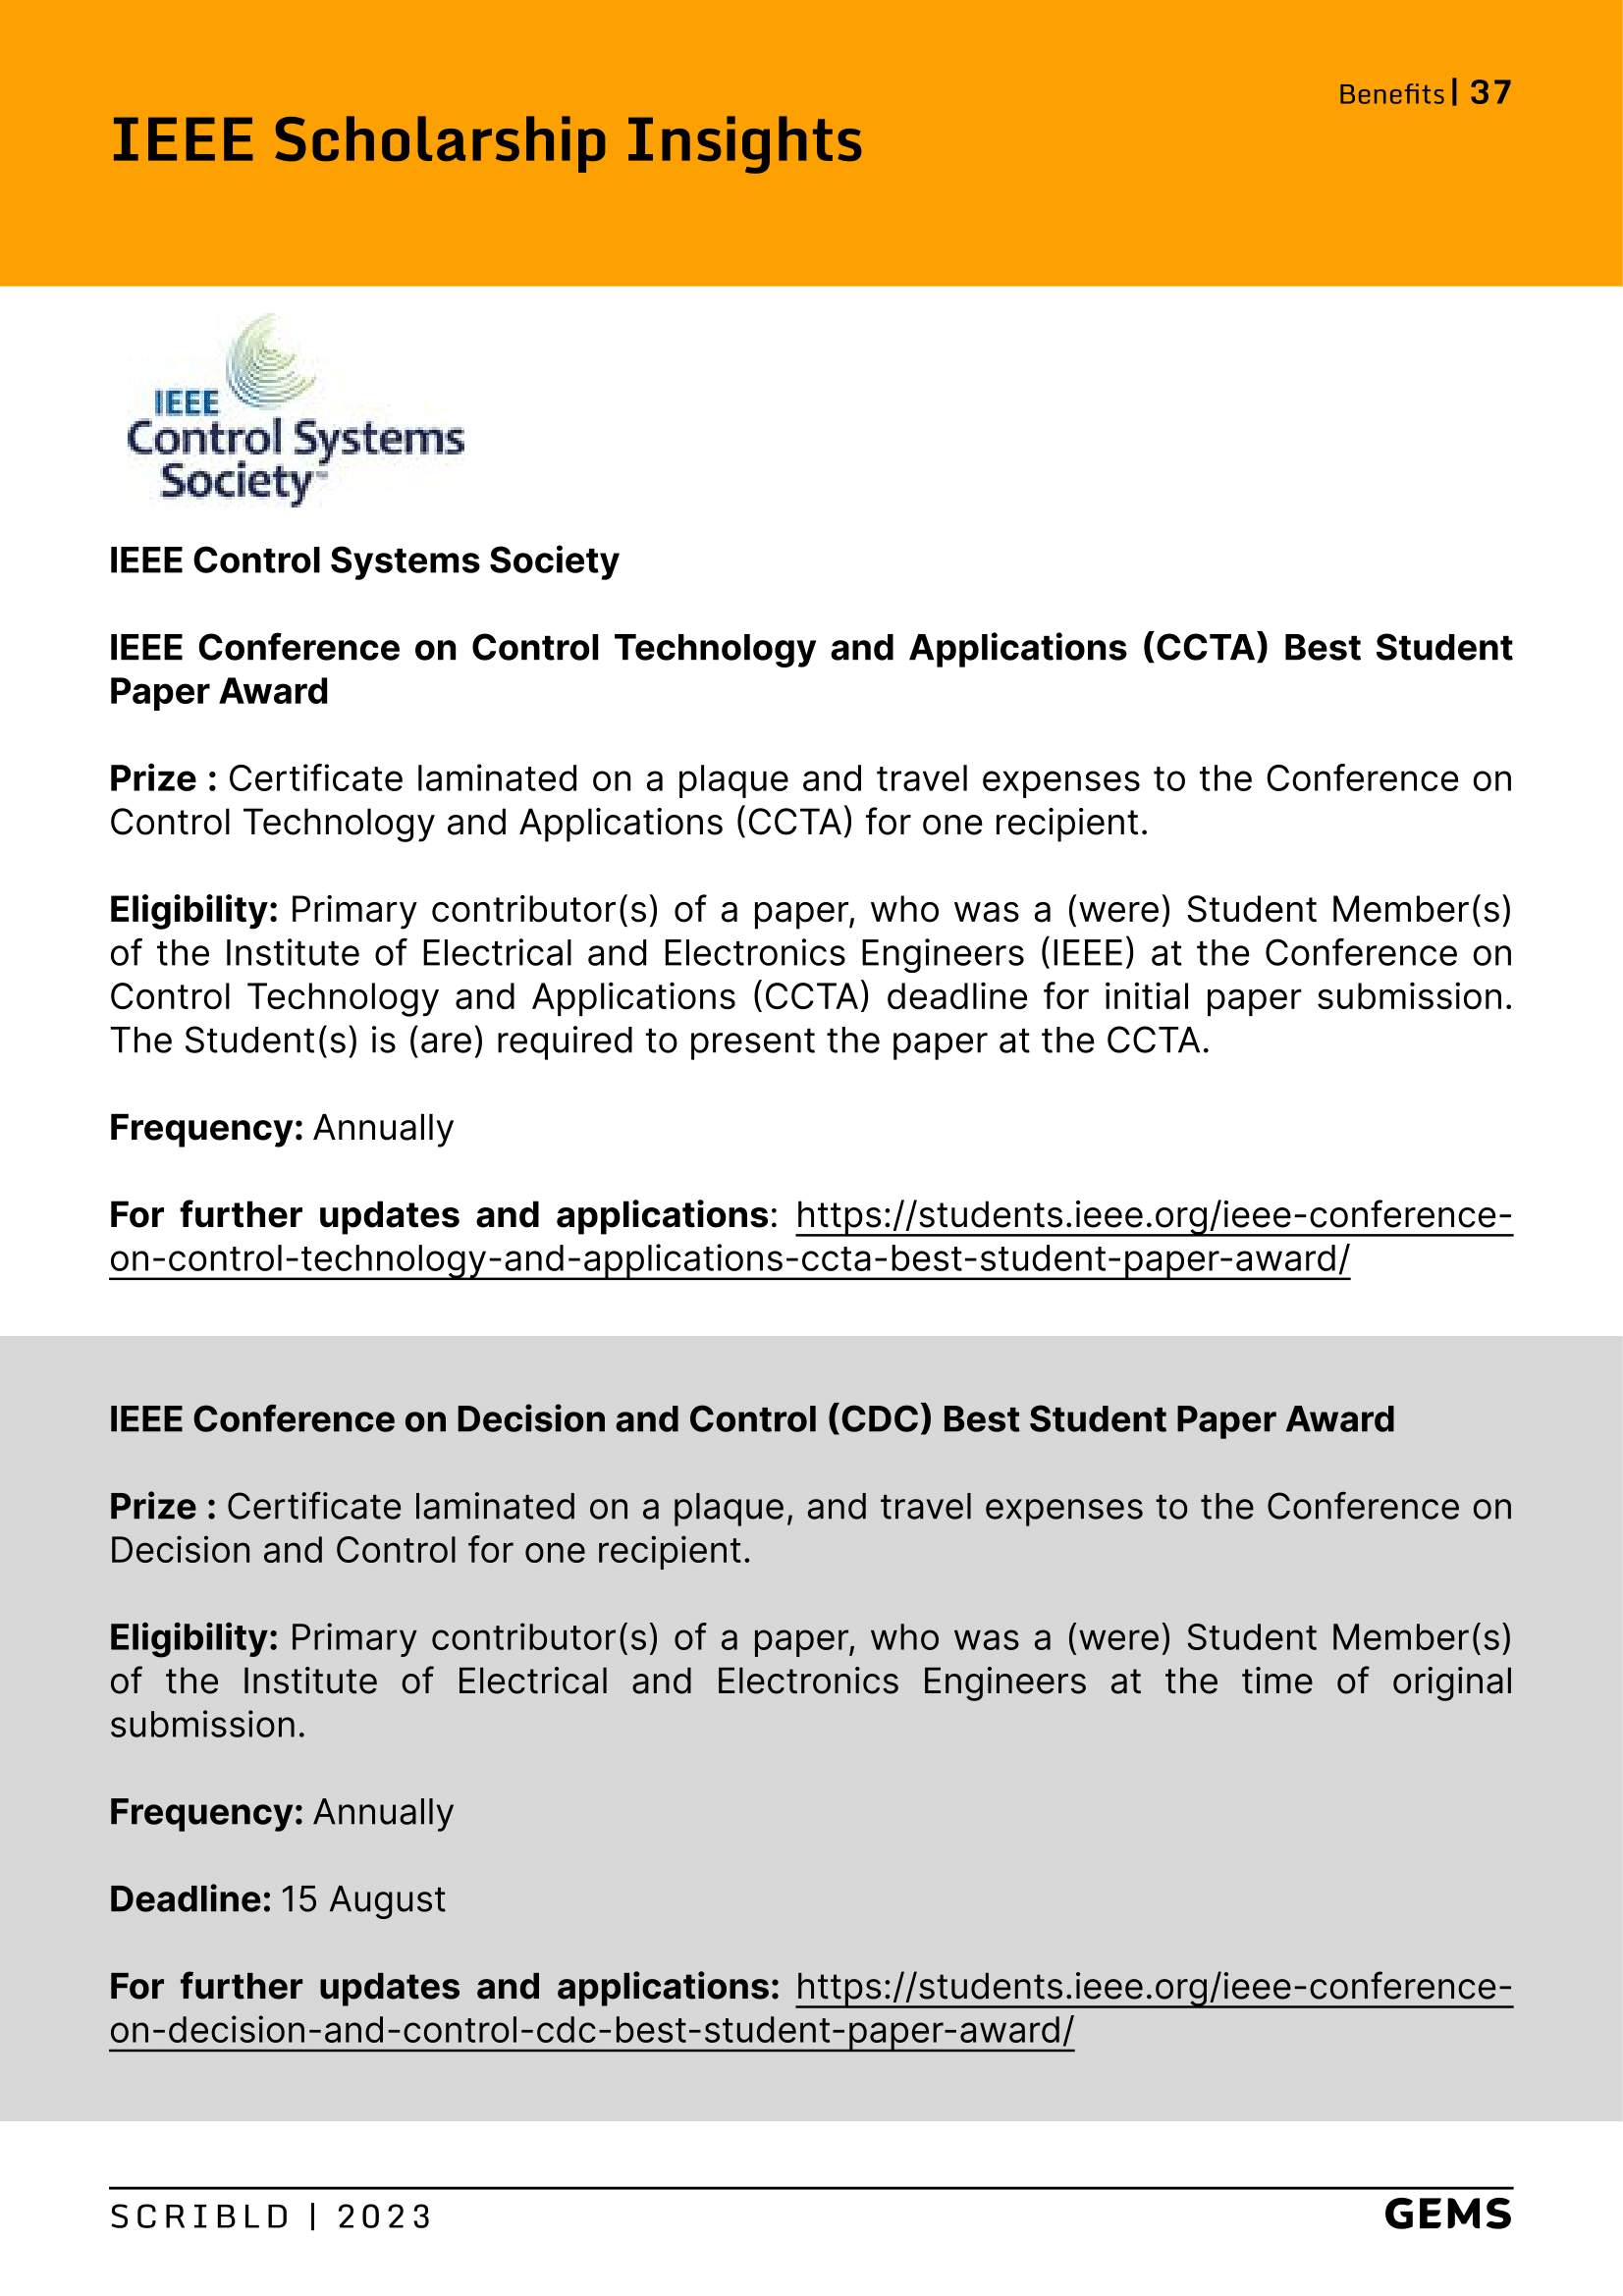 Benefits| 37
IEEE Scholarship Insights
IEEE
Control Systems
Society™
IEEE Control Systems Society
IEEE Conference on Control Technology and Applications (CCTA) Best Student
Paper Award
Prize : Certificate laminated on a plaque and travel expenses to the Conference on
Control Technology and Applications (CCTA) for one recipient.
Eligibility: Primary contributor(s) of a paper, who was a (were) Student Member(s)
of the Institute of Electrical and Electronics Engineers (IEEE) at the Conference on
Control Technology and Applications (CCTA) deadline for initial paper submission.
The Student(s) is (are) required to present the paper at the CCTA.
Frequency: Annually
For further updates and applications: https://students.ieee.org/ieee-conference-
on-control-technology-and-applications-ccta-best-student-paper-award/
IEEE Conference on Decision and Control (CDC) Best Student Paper Award
Prize : Certificate laminated on a plaque, and travel expenses to the Conference on
Decision and Control for one recipient.
Eligibility: Primary contributor(s) of a paper, who was a (were) Student Member(s)
of the Institute of Electrical and Electronics Engineers at the time of original
submission.
Frequency: Annually
Deadline: 15 August
For further updates and applications: https://students.ieee.org/ieee-conference-
on-decision-and-control-cdc-best-student-paper-award/
SCRIBLD | 2023
GEMS